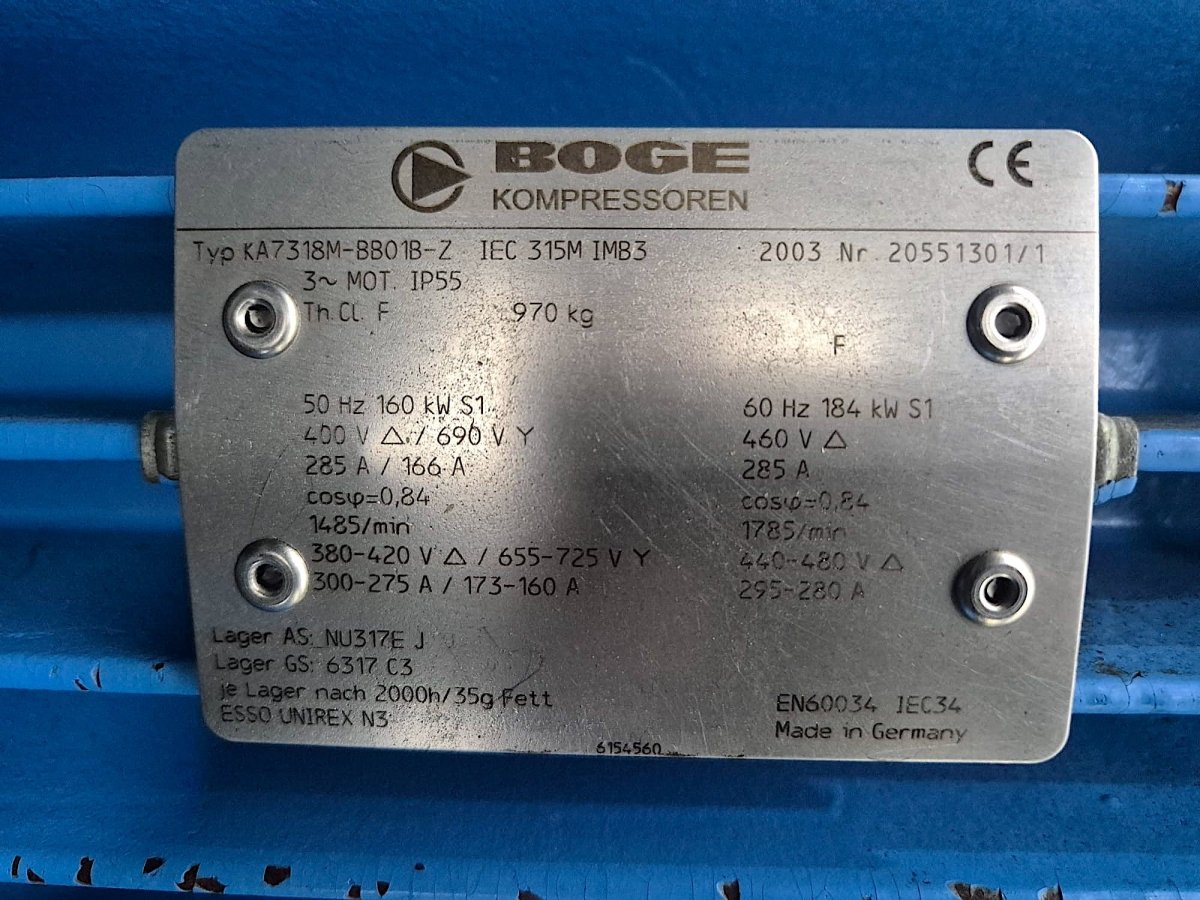 BOGE
KOMPRESSOREN
CE
Typ KA7318M-BB01B-Z IEC 315M IMB3 2003 Nr. 20551301/1
3~ MOT. IP55
Th.Cl. F 970 kg
F
50 Hz 160 kW S1 60 Hz 184 kW S1
400 V △ / 690 V Y 460 V △
285 A / 166 A 285 A
cosφ=0,84 cosφ=0,84
1485/min 1785/min
380-420 V △ / 655-725 V Y 440-480 V △
300-275 A / 173-160 A 295-280 A
Lager AS: NU317E J
Lager GS: 6317 C3
je Lager nach 2000h/35g Fett
ESSO UNIREX N3
EN60034 IEC34
Made in Germany
6154560